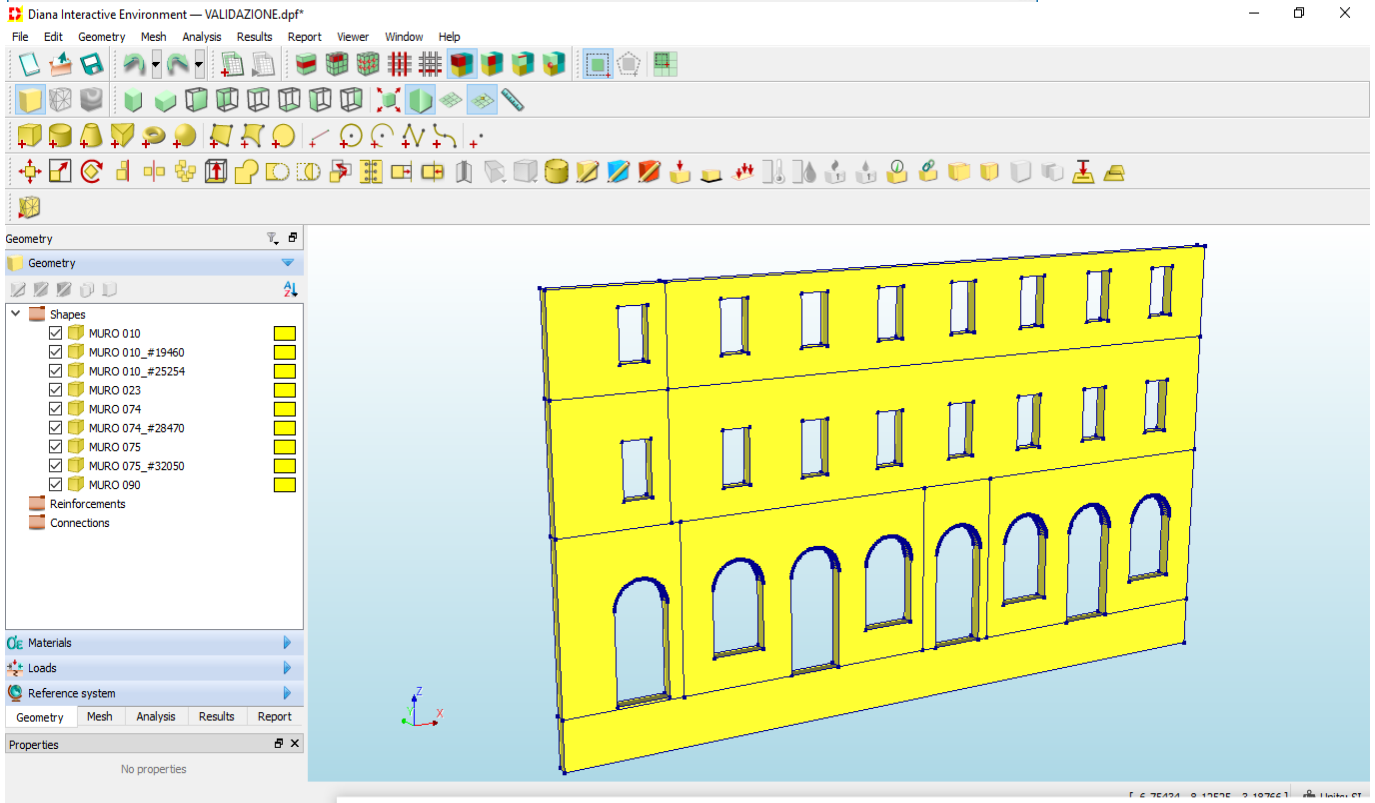 Diana Interactive Environment — VALIDAZIONE.dpf*
File Edit Geometry Mesh Analysis Results Report Viewer Window Help
Geometry
Geometry
Shapes
MURO 010
MURO 010_#19460
MURO 010_#25254
MURO 023
MURO 074
MURO 074_#28470
MURO 075
MURO 075_#32050
MURO 090
Reinforcements
Connections
Materials
Loads
Reference system
Geometry Mesh Analysis Results Report
Properties
No properties
Z
Y
X